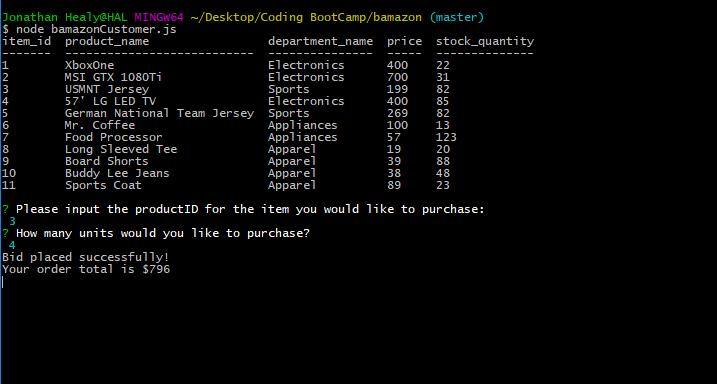 Jonathan Healy@HAL MINGW64 ~/Desktop/Coding BootCamp/bamazon (master)
$ node bamazonCustomer.js
item_id  product_name                 department_name  price  stock_quantity
-------  ---------------------------  ---------------  -----  --------------
1        XboxOne                      Electronics      400    22
2        MSI GTX 1080Ti               Electronics      700    31
3        USMNT Jersey                 Sports           199    82
4        57' LG LED TV                Electronics      400    85
5        German National Team Jersey  Sports           269    82
6        Mr. Coffee                   Appliances       100    13
7        Food Processor               Appliances       57     123
8        Long Sleeved Tee             Apparel          19     20
9        Board Shorts                 Apparel          39     88
10       Buddy Lee Jeans              Apparel          38     48
11       Sports Coat                  Apparel          89     23
? Please input the productID for the item you would like to purchase:
3
? How many units would you like to purchase?
4
Bid placed successfully!
Your order total is $796